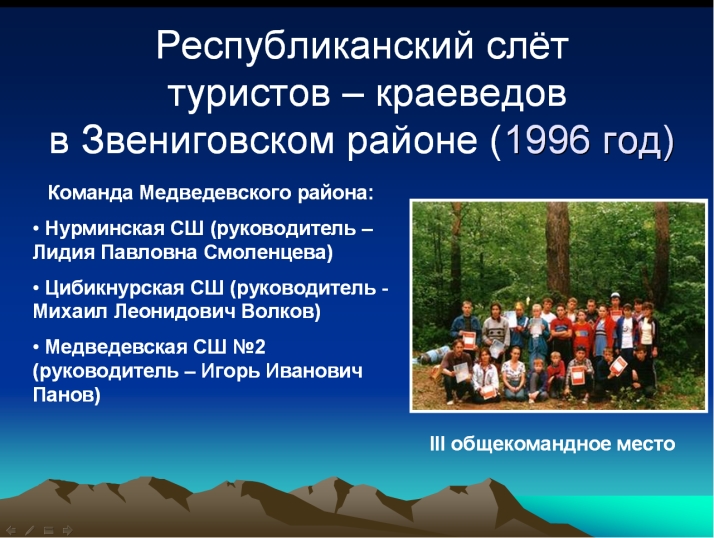 Республиканский слёт
туристов – краеведов
в Звениговском районе (1996 год)
Команда Медведевского района:
• Нурминская СШ (руководитель –
Лидия Павловна Смоленцева)
• Цибикнурская СШ (руководитель -
Михаил Леонидович Волков)
• Медведевская СШ №2
(руководитель – Игорь Иванович
Панов)
III общекомандное место